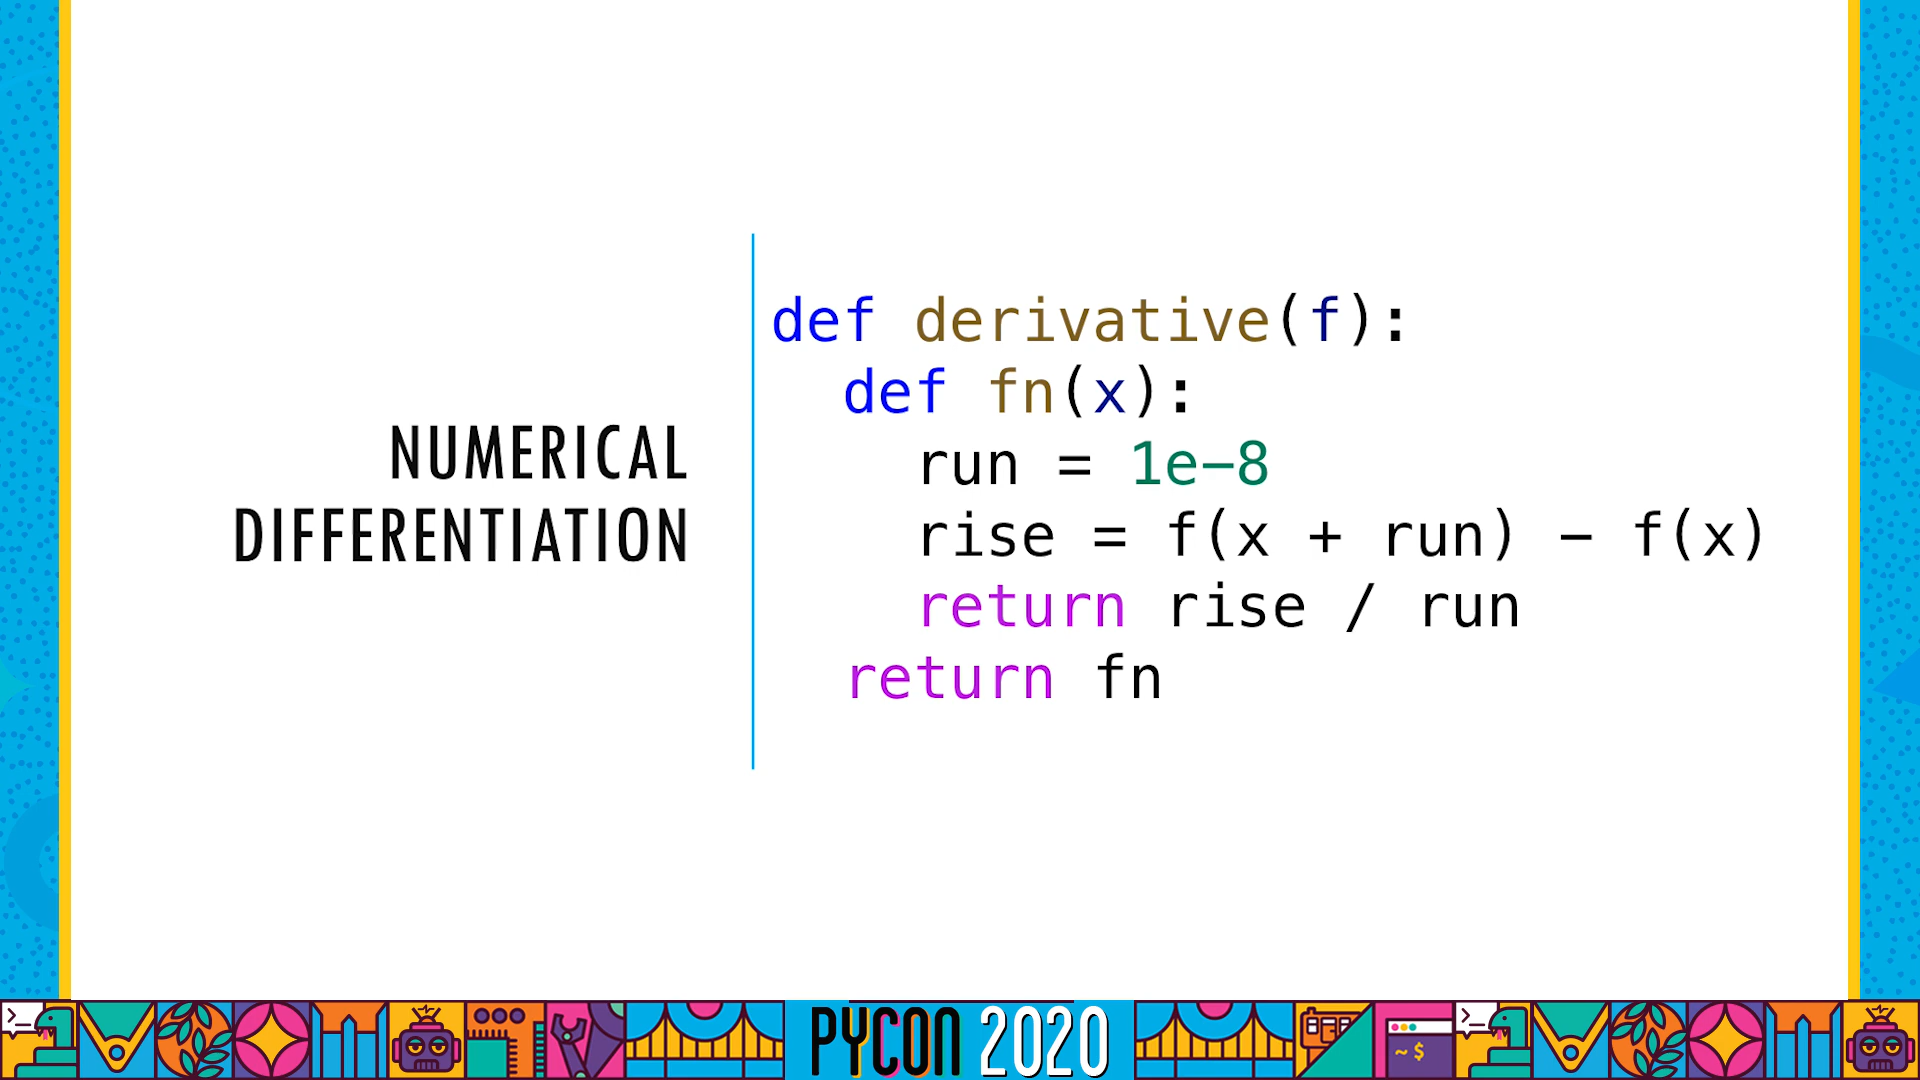 NUMERICAL
DIFFERENTIATION
def derivative(f):
  def fn(x):
    run = 1e-8
    rise = f(x + run) - f(x)
    return rise / run
  return fn
PYCON 2020
~ $